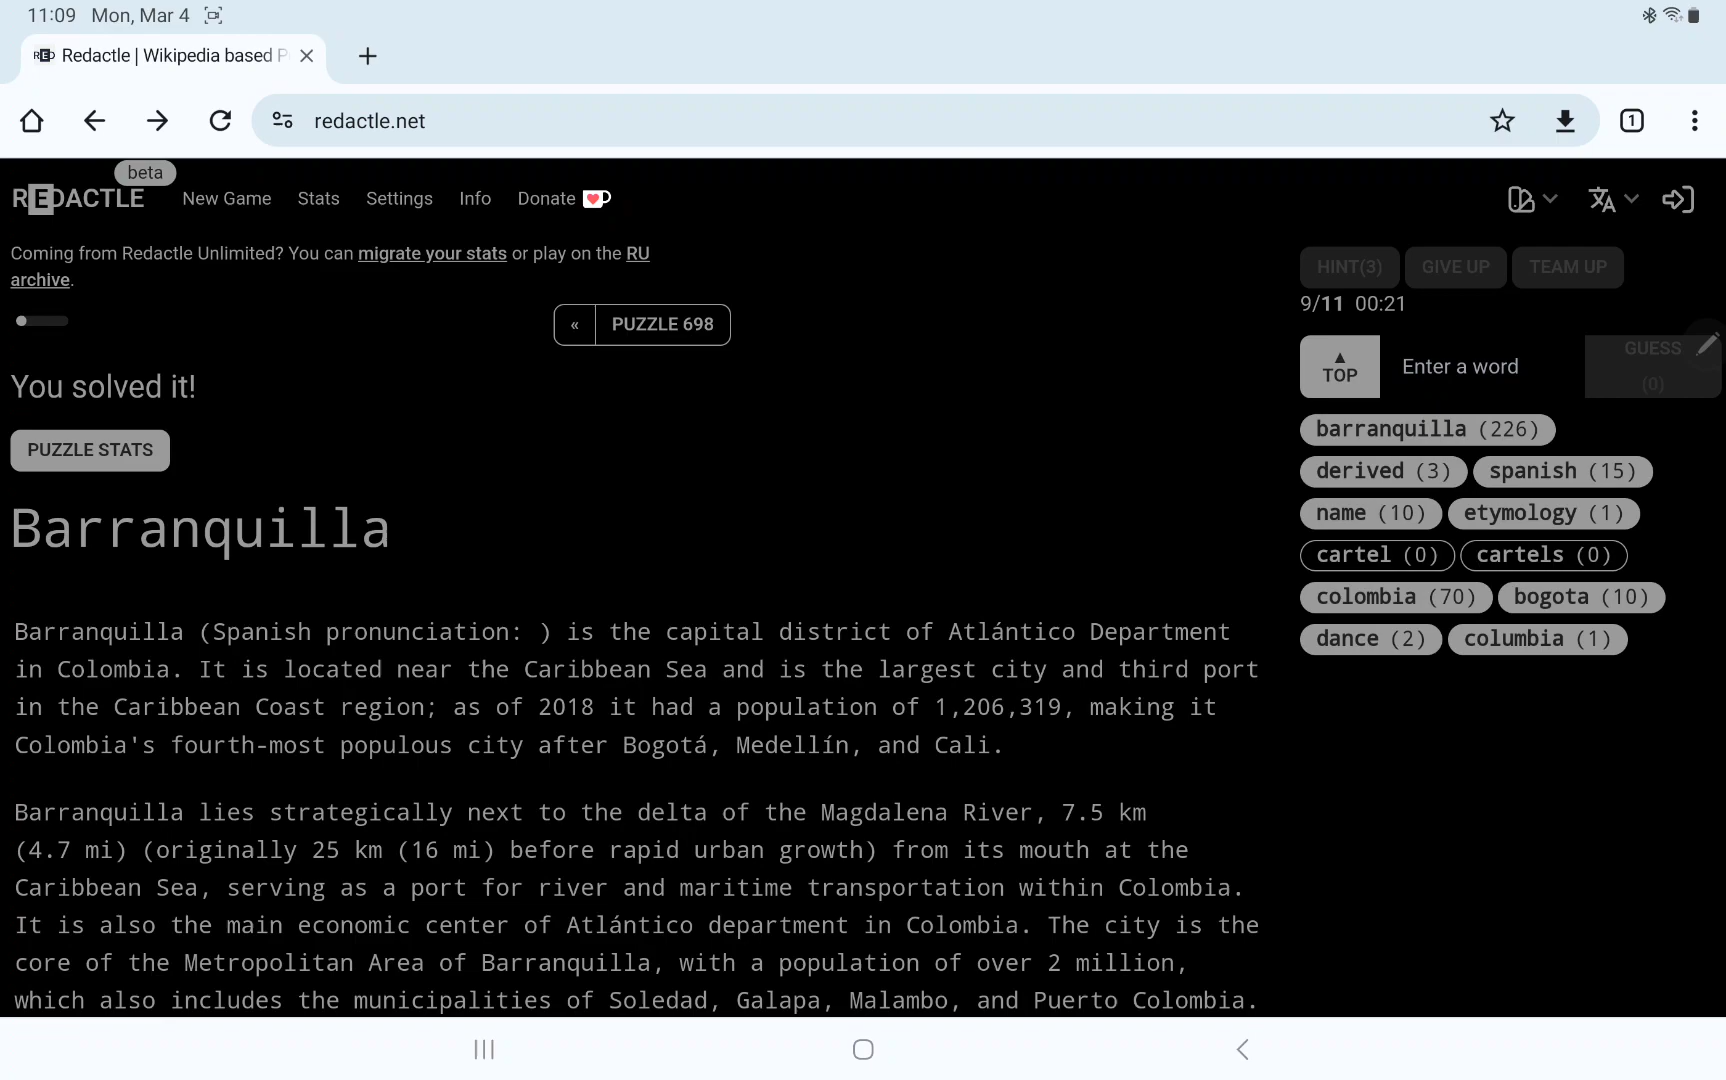 11:09 Mon, Mar 4
Redactle | Wikipedia based P
redactle.net
1
beta
REDACTLE New Game Stats Settings Info Donate
Coming from Redactle Unlimited? You can migrate your stats or play on the RU
archive.
« PUZZLE 698
You solved it!
PUZZLE STATS
Barranquilla
Barranquilla (Spanish pronunciation: ) is the capital district of Atlántico Department
in Colombia. It is located near the Caribbean Sea and is the largest city and third port
in the Caribbean Coast region; as of 2018 it had a population of 1,206,319, making it
Colombia's fourth-most populous city after Bogotá, Medellín, and Cali.
Barranquilla lies strategically next to the delta of the Magdalena River, 7.5 km
(4.7 mi) (originally 25 km (16 mi) before rapid urban growth) from its mouth at the
Caribbean Sea, serving as a port for river and maritime transportation within Colombia.
It is also the main economic center of Atlántico department in Colombia. The city is the
core of the Metropolitan Area of Barranquilla, with a population of over 2 million,
which also includes the municipalities of Soledad, Galapa, Malambo, and Puerto Colombia.
HINT(3) GIVE UP TEAM UP
9/11 00:21
▲
TOP
Enter a word
GUESS
(0)
barranquilla (226)
derived (3) spanish (15)
name (10) etymology (1)
cartel (0) cartels (0)
colombia (70) bogota (10)
dance (2) columbia (1)